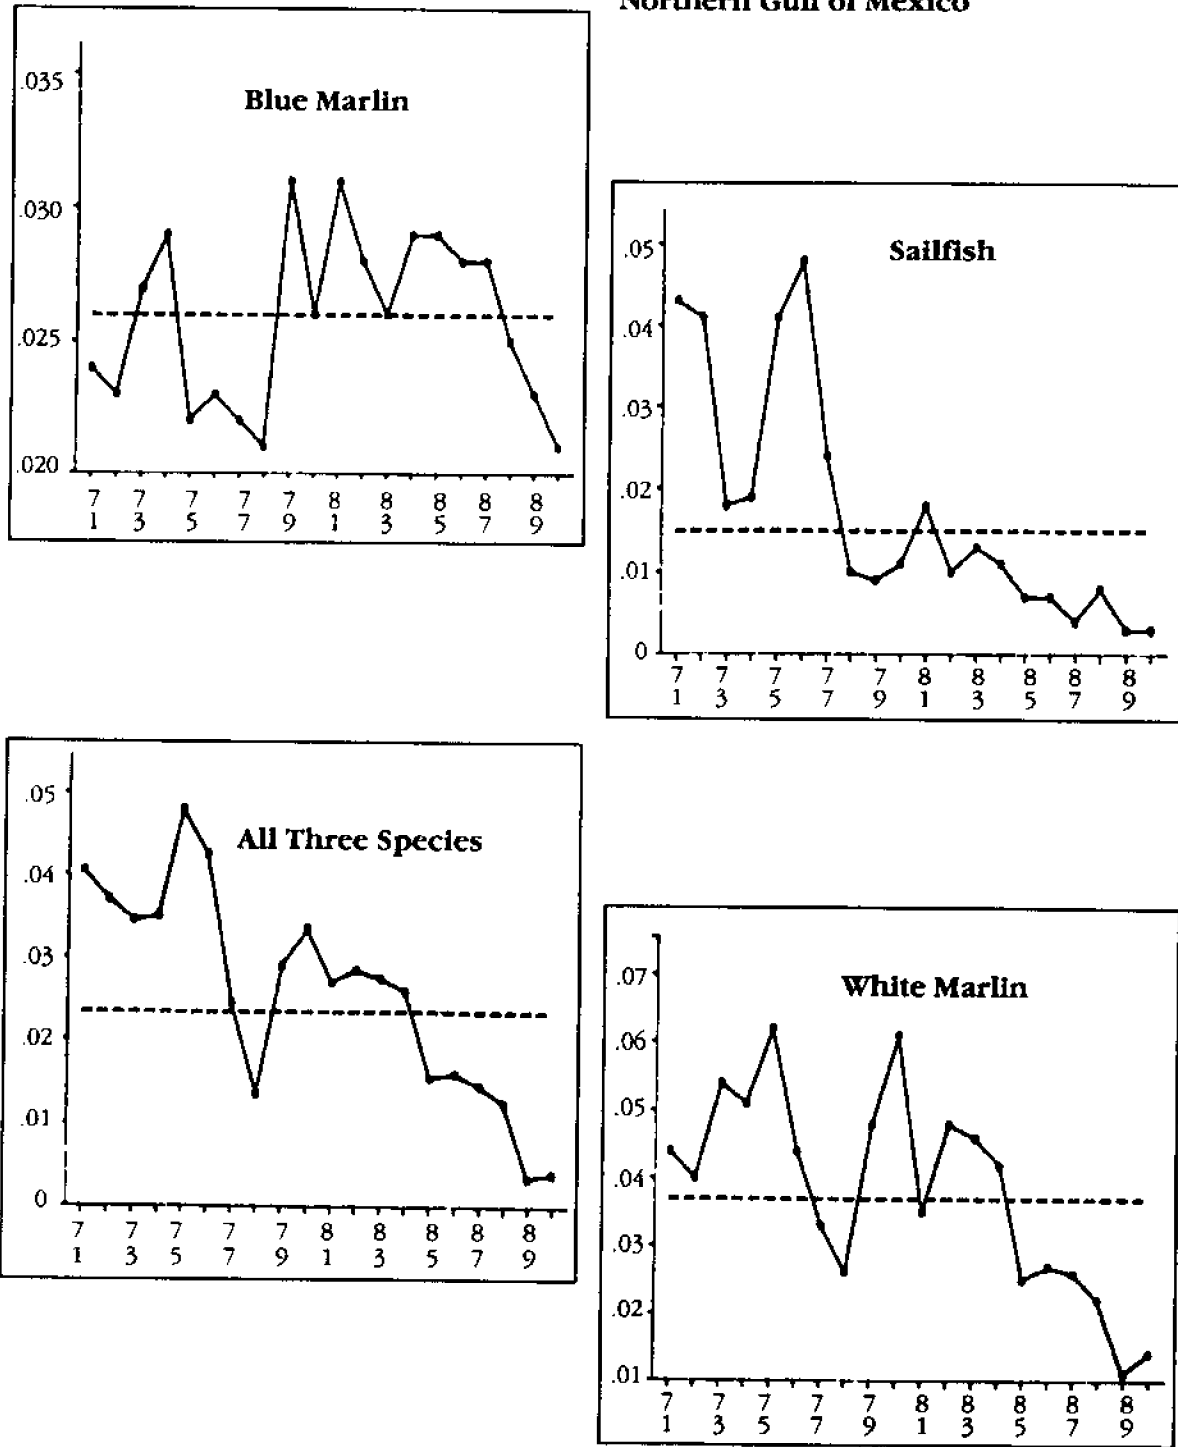 Northern Gulf of Mexico
Blue Marlin
.035
.030
.025
.020
7 7 7 7 7 8 8 8 8 8
1 3 5 7 9 1 3 5 7 9
Sailfish
.05
.04
.03
.02
.01
0
7 7 7 7 7 8 8 8 8 8
1 3 5 7 9 1 3 5 7 9
All Three Species
.05
.04
.03
.02
.01
0
7 7 7 7 7 8 8 8 8 8
1 3 5 7 9 1 3 5 7 9
White Marlin
.07
.06
.05
.04
.03
.02
.01
7 7 7 7 7 8 8 8 8 8
1 3 5 7 9 1 3 5 7 9